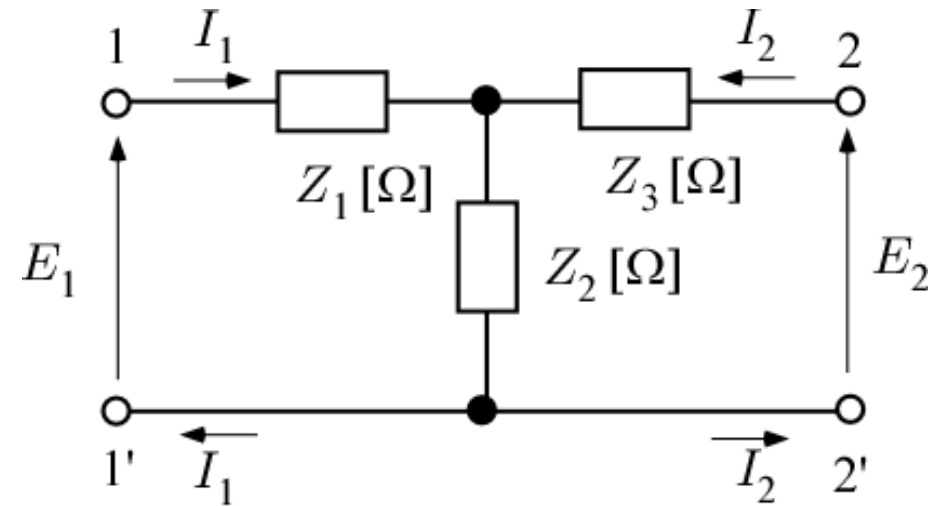 1 I₁ I₂ 2
Z₁ [Ω] Z₃ [Ω]
E₁ Z₂ [Ω] E₂
1' I₁ I₂ 2'